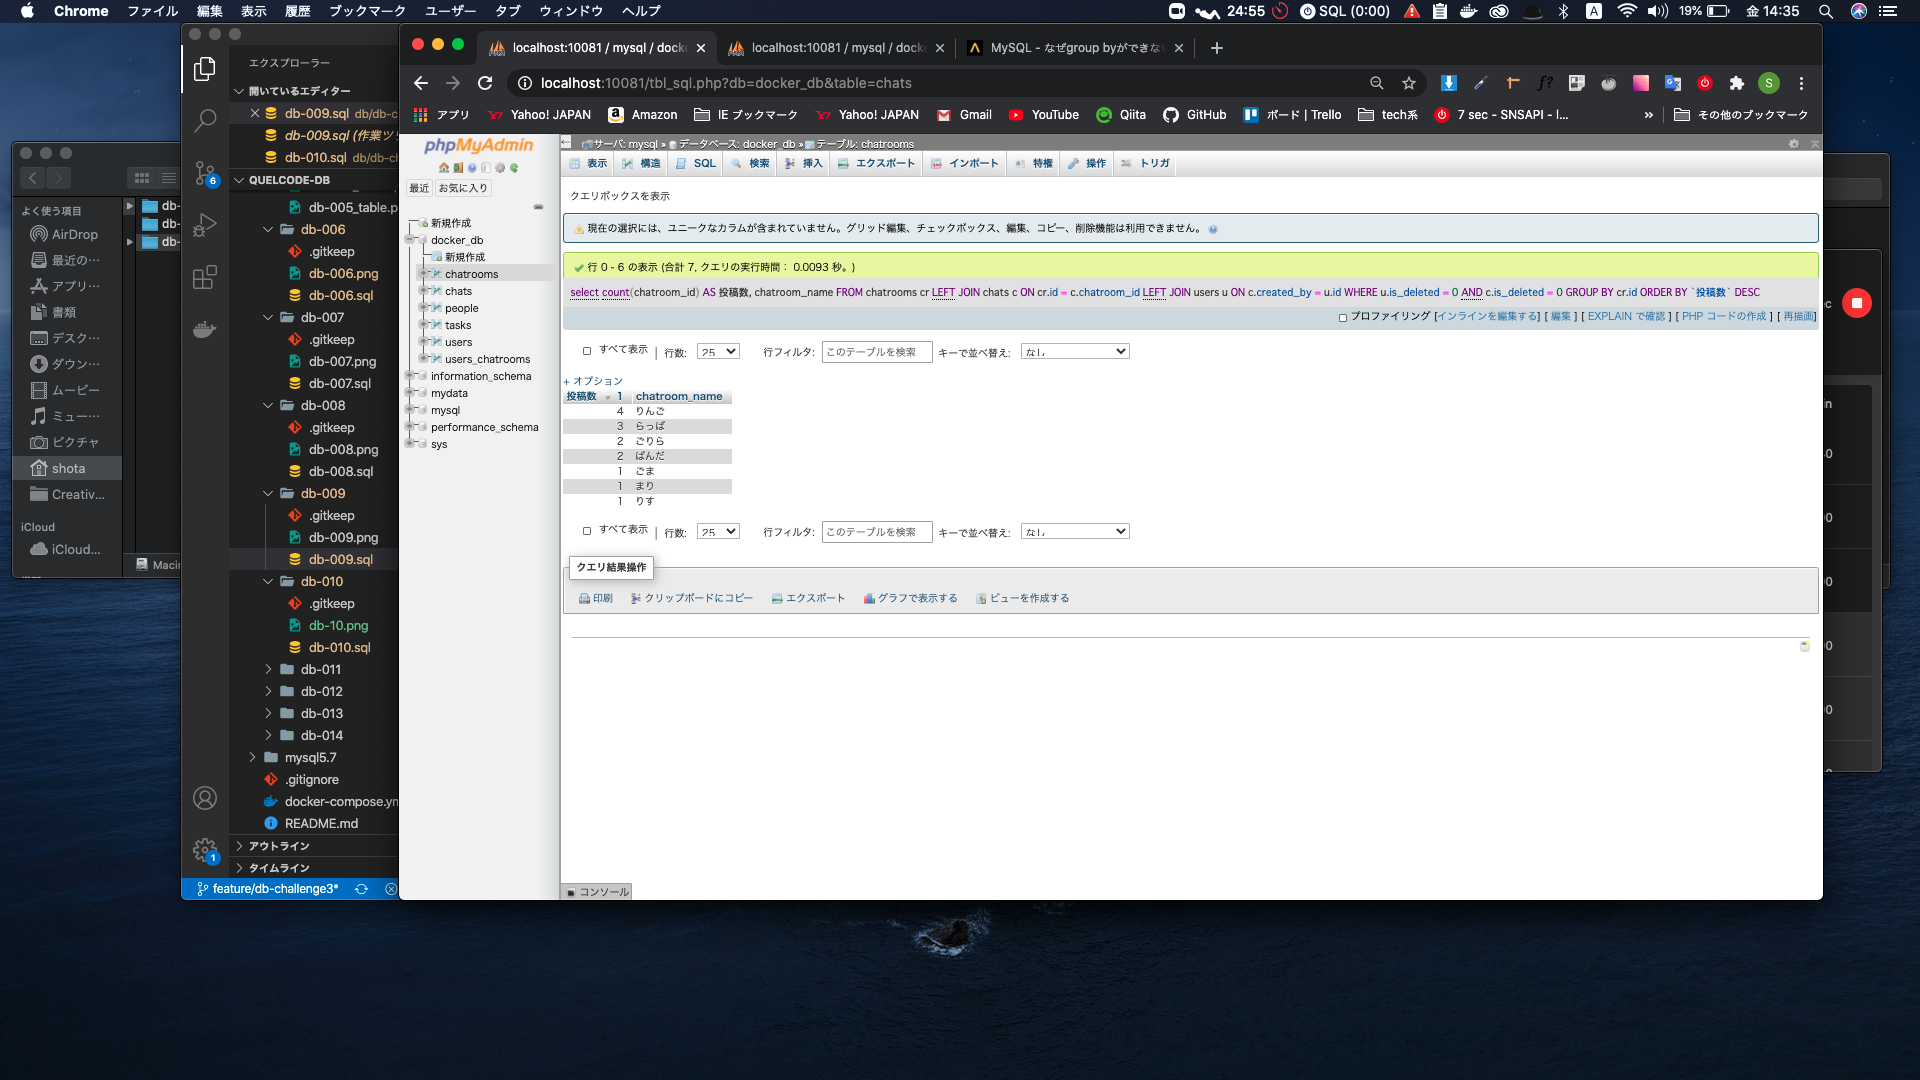 Chrome ファイル 編集 表示 履歴 ブックマーク ユーザー タブ ウィンドウ ヘルプ
24:55 SQL (0:00) A 19% 金 14:35
エクスプローラー
開いているエディター
db-009.sql db/db-c
db-009.sql (作業ツリ
db-010.sql db/db-cl
QUELCODE-DB
db-005_table.p
db-006
.gitkeep
db-006.png
db-006.sql
db-007
.gitkeep
db-007.png
db-007.sql
db-008
.gitkeep
db-008.png
db-008.sql
db-009
.gitkeep
db-009.png
db-009.sql
db-010
.gitkeep
db-10.png
db-010.sql
db-011
db-012
db-013
db-014
mysql5.7
.gitignore
docker-compose.ym
README.md
アウトライン
タイムライン
feature/db-challenge3*
6
1
よく使う項目
AirDrop
最近の…
アプリ…
書類
デスク…
ダウン…
ムービー
ミュー…
ピクチャ
shota
Creativ...
iCloud
iCloud...
db-
db-
db-
Macin
localhost:10081 / mysql / docke
localhost:10081 / mysql / docke
MySQL - なぜgroup byができな
localhost:10081/tbl_sql.php?db=docker_db&table=chats
S
アプリ Yahoo! JAPAN Amazon IE ブックマーク Yahoo! JAPAN Gmail YouTube Qiita GitHub ボード | Trello tech系 7 sec - SNSAPI - I... » その他のブックマーク
phpMyAdmin
最近 お気に入り
新規作成
docker_db
新規作成
chatrooms
chats
people
tasks
users
users_chatrooms
information_schema
mydata
mysql
performance_schema
sys
サーバ: mysql » データベース: docker_db » テーブル: chatrooms
表示 構造 SQL 検索 挿入 エクスポート インポート 特権 操作 トリガ
クエリボックスを表示
現在の選択には、ユニークなカラムが含まれていません。グリッド編集、チェックボックス、編集、コピー、削除機能は利用できません。
行 0 - 6 の表示 (合計 7, クエリの実行時間： 0.0093 秒。)
select count(chatroom_id) AS 投稿数, chatroom_name FROM chatrooms cr LEFT JOIN chats c ON cr.id = c.chatroom_id LEFT JOIN users u ON c.created_by = u.id WHERE u.is_deleted = 0 AND c.is_deleted = 0 GROUP BY cr.id ORDER BY `投稿数` DESC
プロファイリング [インラインを編集する] [ 編集 ] [ EXPLAIN で確認 ] [ PHP コードの作成 ] [ 再描画]
すべて表示 | 行数: 25 行フィルタ: このテーブルを検索 キーで並べ替え: なし
+ オプション
投稿数 1 chatroom_name
4 りんご
3 らっぱ
2 ごりら
2 ぱんだ
1 ごま
1 まり
1 りす
すべて表示 | 行数: 25 行フィルタ: このテーブルを検索 キーで並べ替え: なし
クエリ結果操作
印刷 クリップボードにコピー エクスポート グラフで表示する ビューを作成する
コンソール